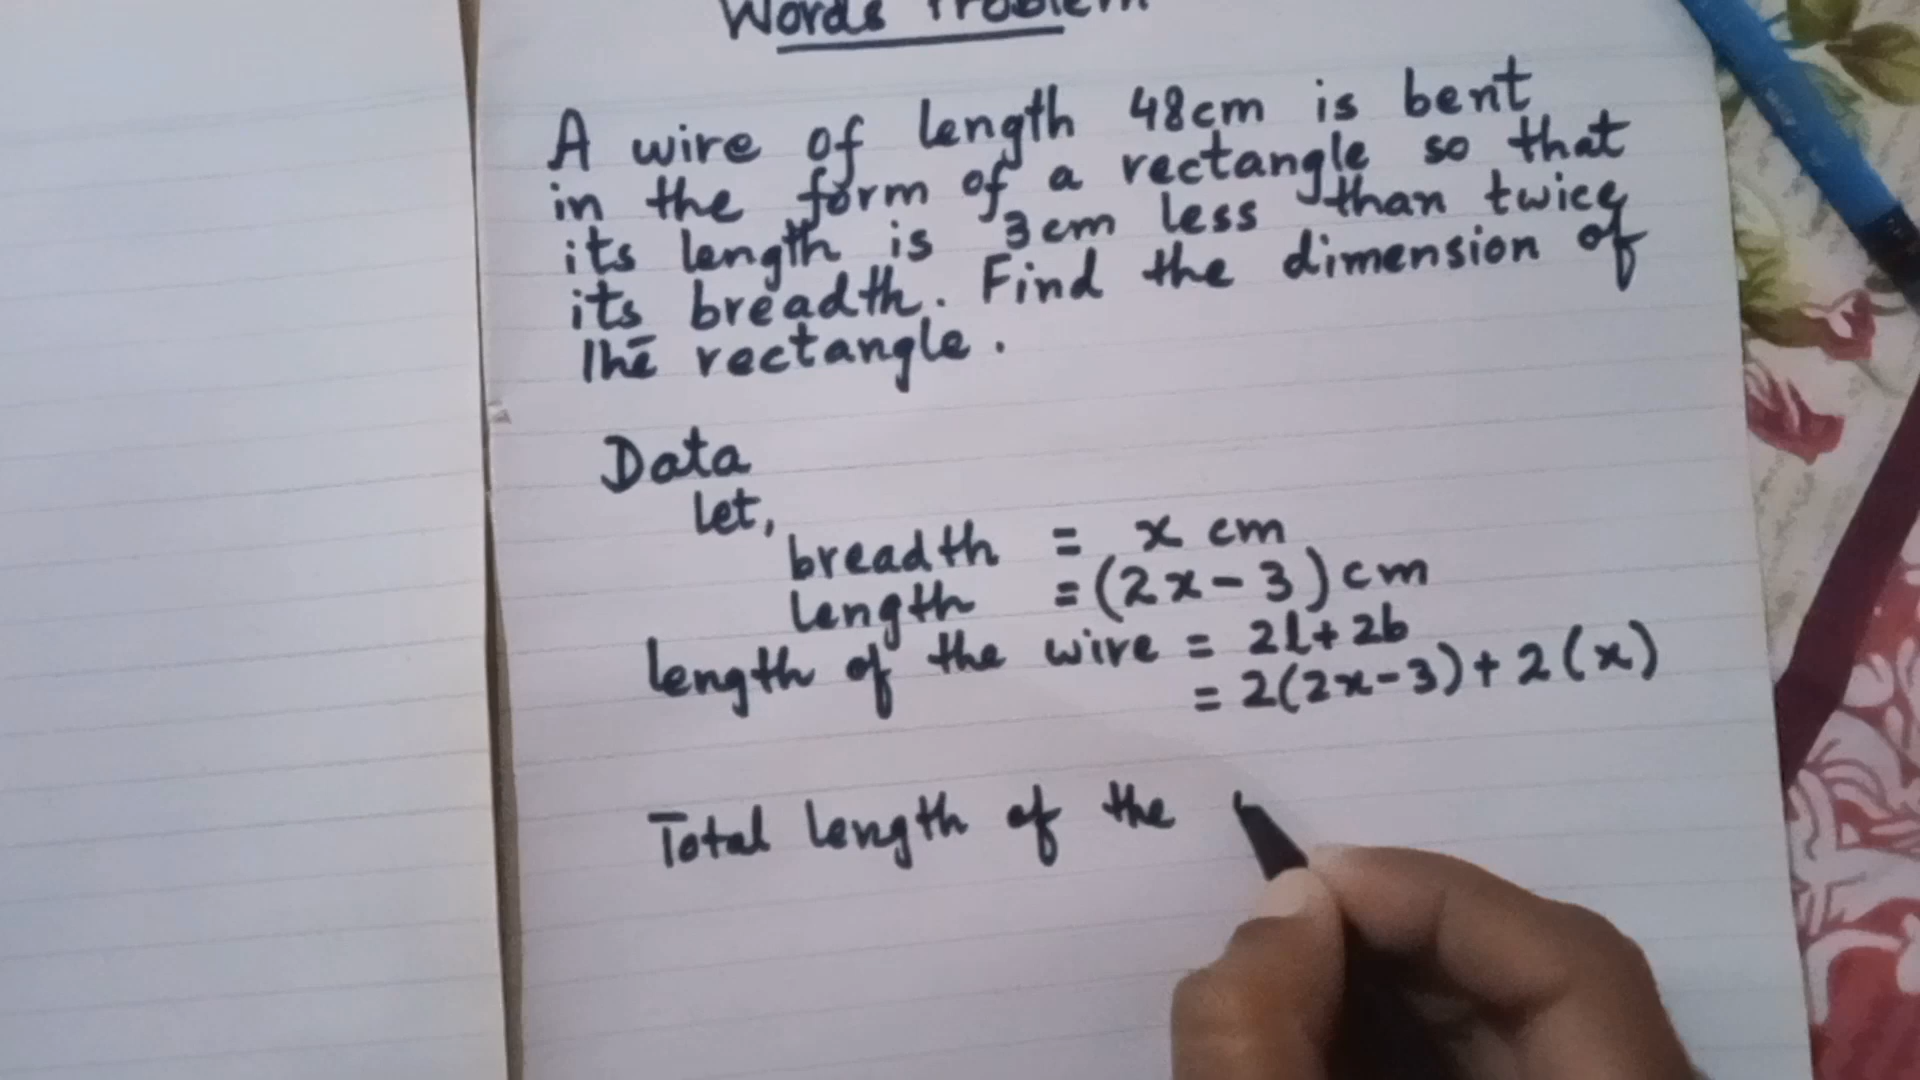 Words Problem
A wire of length 48cm is bent
in the form of a rectangle so that
its length is 3cm less than twice
its breadth. Find the dimension of
the rectangle.
Data
let,
breadth = x cm
length = (2x-3) cm
length of the wire = 2l+2b
= 2(2x-3)+2(x)
Total length of the